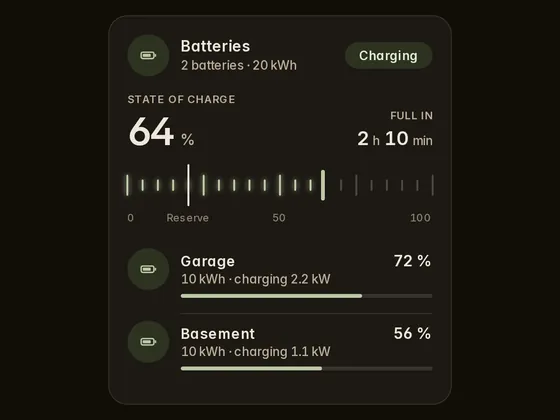 Batteries
2 batteries · 20 kWh
Charging
STATE OF CHARGE
64 %
FULL IN
2 h 10 min
0 Reserve 50 100
Garage
72 %
10 kWh · charging 2.2 kW
Basement
56 %
10 kWh · charging 1.1 kW